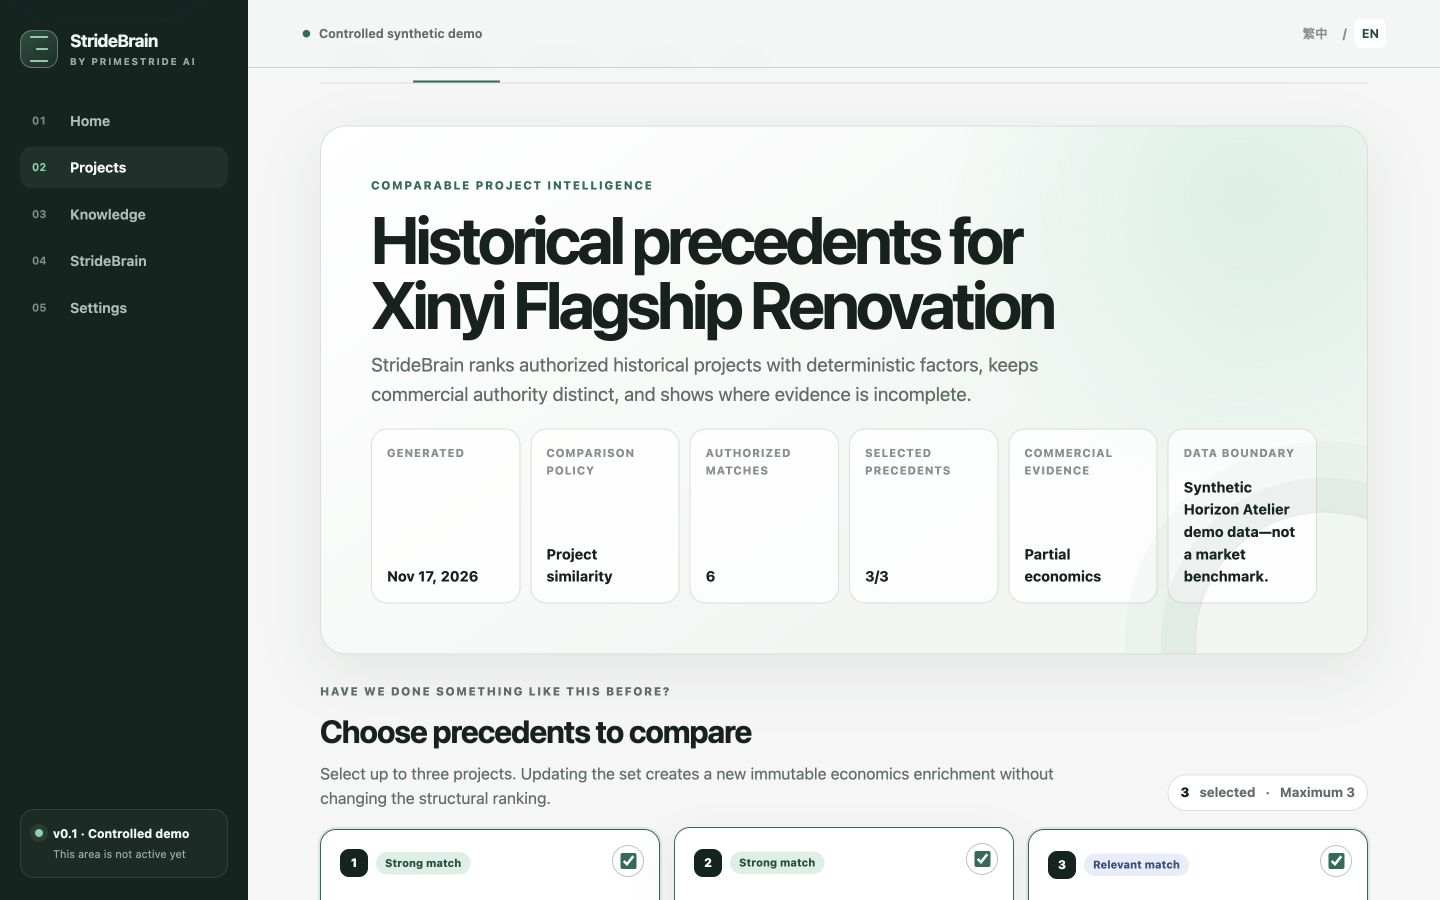 StrideBrain
BY PRIMESTRIDE AI
01 Home
02 Projects
03 Knowledge
04 StrideBrain
05 Settings
v0.1 · Controlled demo
This area is not active yet
Controlled synthetic demo
繁中 / EN
COMPARABLE PROJECT INTELLIGENCE
Historical precedents for
Xinyi Flagship Renovation
StrideBrain ranks authorized historical projects with deterministic factors, keeps
commercial authority distinct, and shows where evidence is incomplete.
GENERATED
Nov 17, 2026
COMPARISON
POLICY
Project
similarity
AUTHORIZED
MATCHES
6
SELECTED
PRECEDENTS
3/3
COMMERCIAL
EVIDENCE
Partial
economics
DATA BOUNDARY
Synthetic
Horizon Atelier
demo data—not
a market
benchmark.
HAVE WE DONE SOMETHING LIKE THIS BEFORE?
Choose precedents to compare
Select up to three projects. Updating the set creates a new immutable economics enrichment without
changing the structural ranking.
3 selected · Maximum 3
1 Strong match
2 Strong match
3 Relevant match